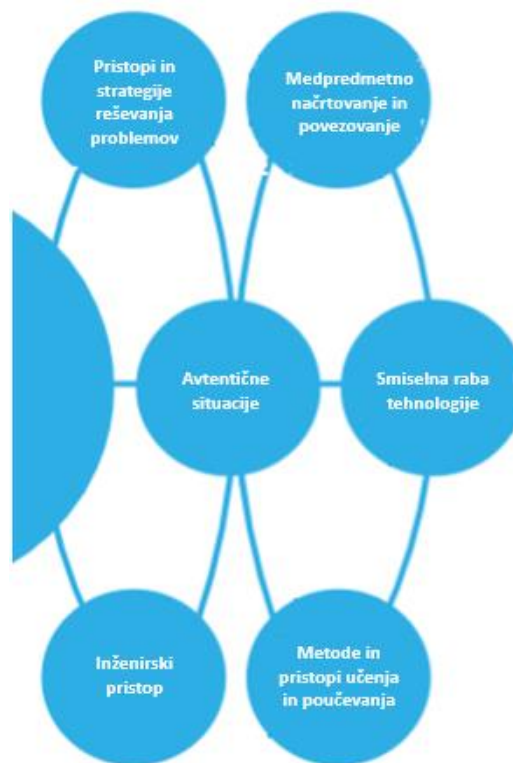 Pristopi in
strategije
reševanja
problemov
Medpredmetno
načrtovanje in
povezovanje
Avtentične
situacije
Smiselna raba
tehnologije
Inženirski
pristop
Metode in
pristopi učenja
in poučevanja